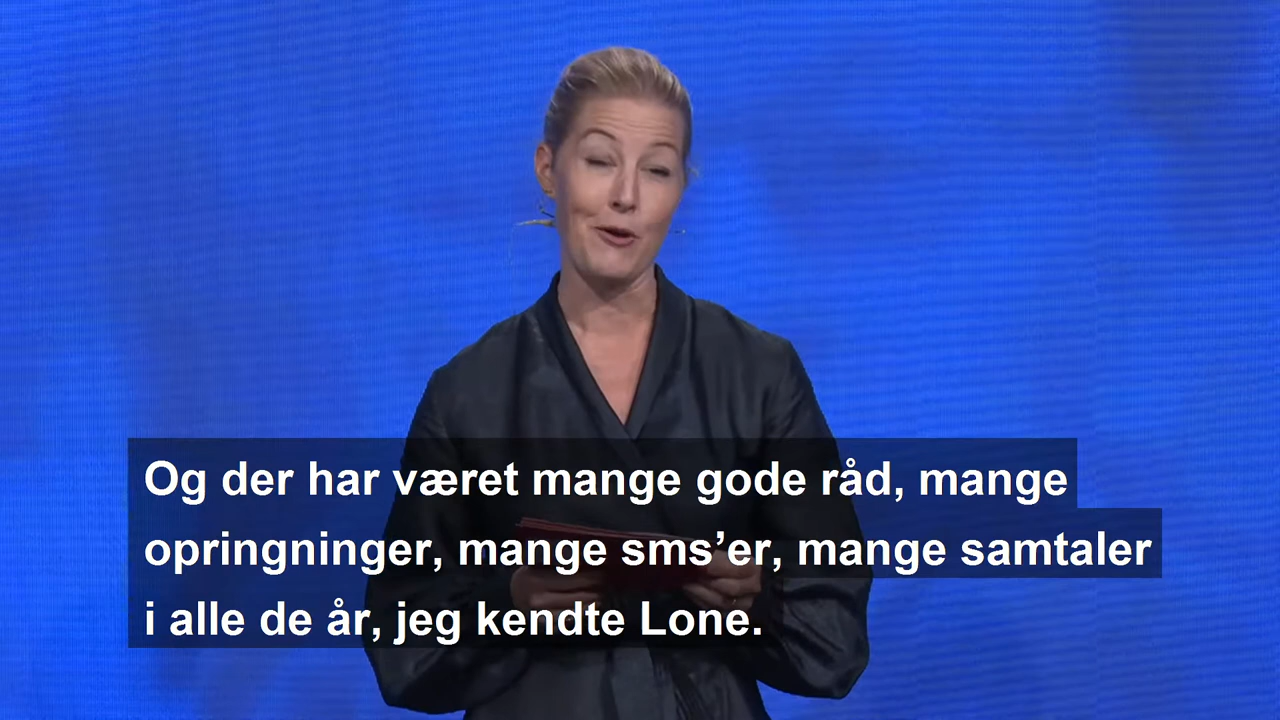 Og der har været mange gode råd, mange
opringninger, mange sms’er, mange samtaler
i alle de år, jeg kendte Lone.